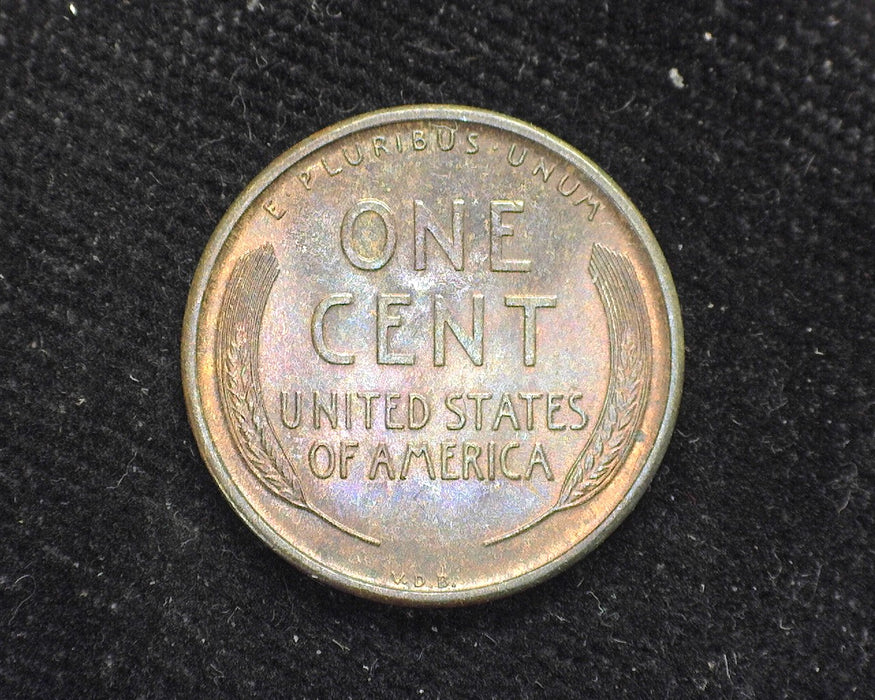 E·PLURIBUS·UNUM
ONE
CENT
UNITED STATES
OF AMERICA
V.D.B.